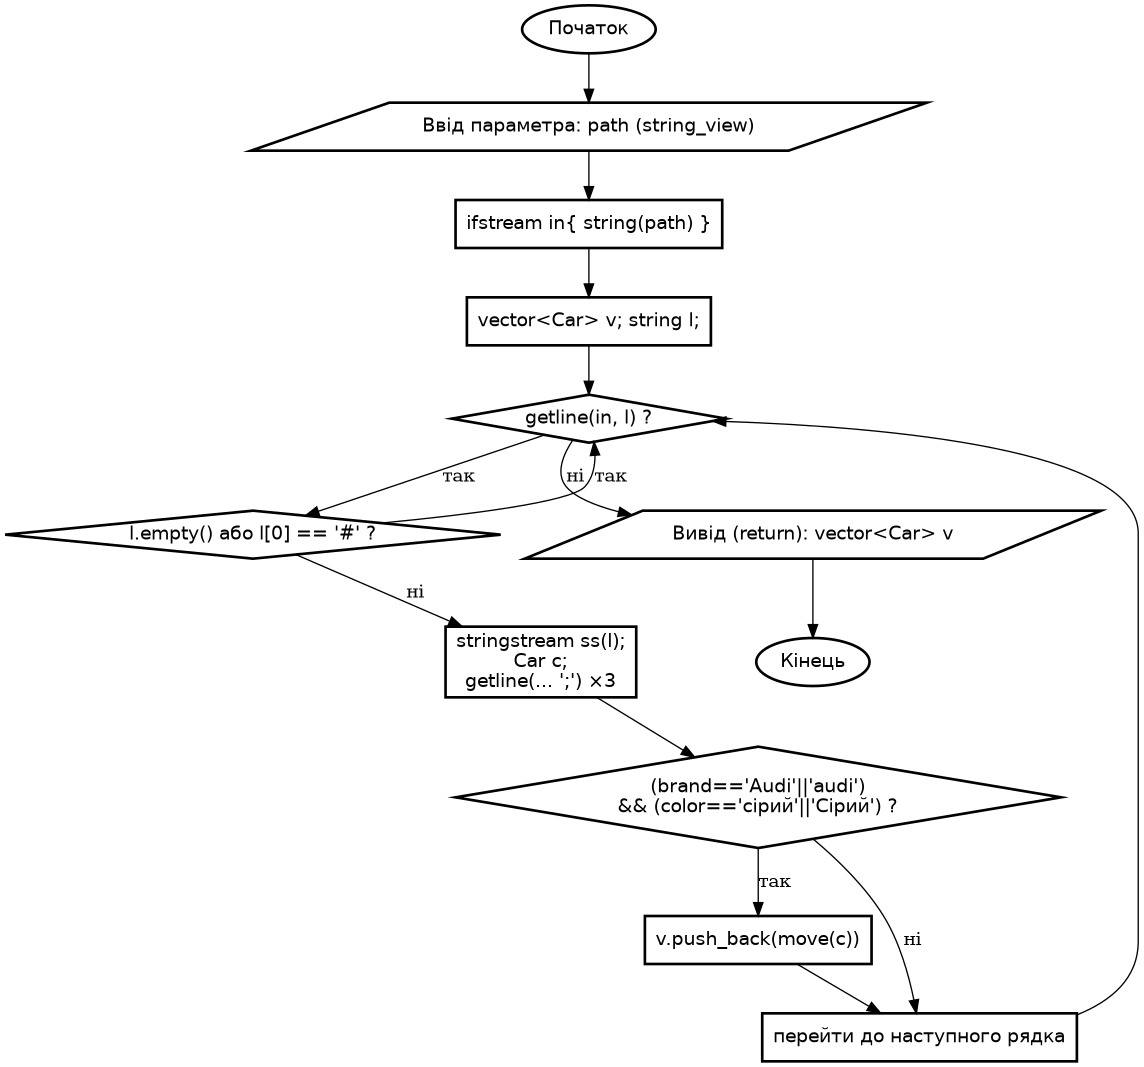 Початок
Ввід параметра: path (string_view)
ifstream in{ string(path) }
vector<Car> v; string l;
getline(in, l) ?
так
ні
так
l.empty() або l[0] == '#' ?
Вивід (return): vector<Car> v
ні
stringstream ss(l);
Car c;
getline(... ';') ×3
Кінець
(brand=='Audi'||'audi')
&& (color=='сірий'||'Сірий') ?
так
v.push_back(move(c))
ні
перейти до наступного рядка